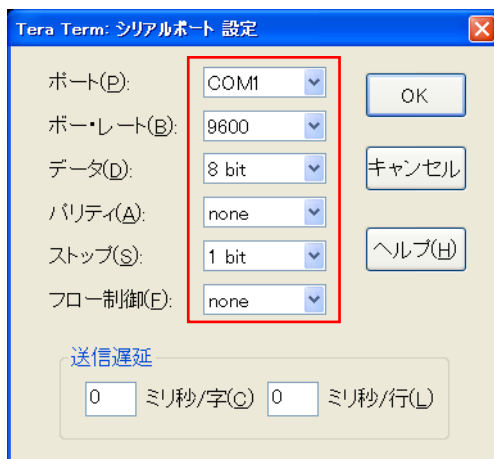 Tera Term: シリアルポート 設定
ポート(P): COM1
OK
ボー・レート(B): 9600
データ(D): 8 bit
キャンセル
パリティ(A): none
ストップ(S): 1 bit
ヘルプ(H)
フロー制御(F): none
送信遅延
0 ミリ秒/字(C) 0 ミリ秒/行(L)